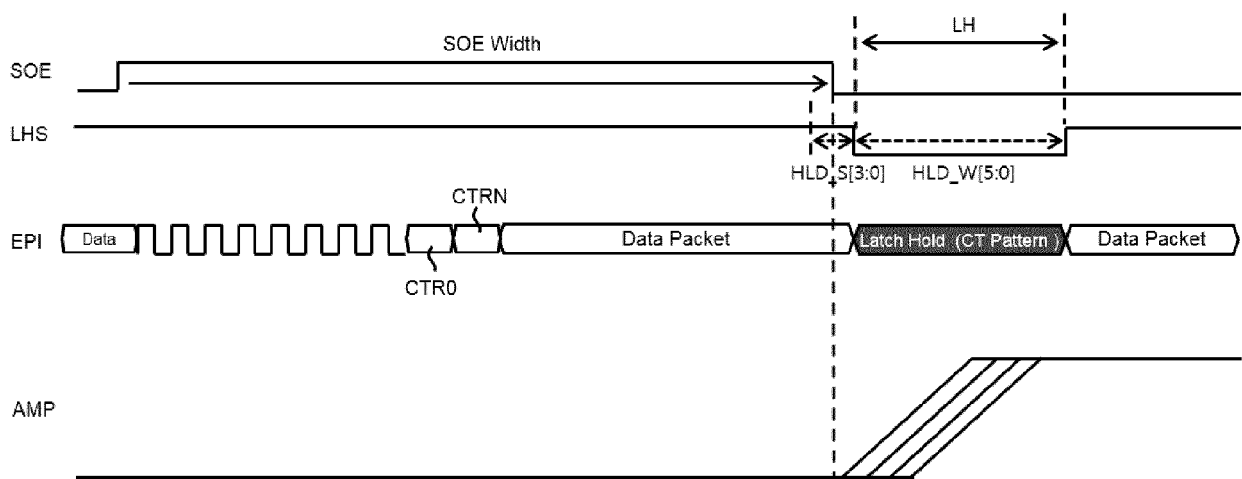 LH
SOE Width
SOE
LHS
HLD_S[3:0]
HLD_W[5:0]
CTRN
EPI
Data
Data Packet
Latch Hold (CT Pattern )
Data Packet
CTR0
AMP